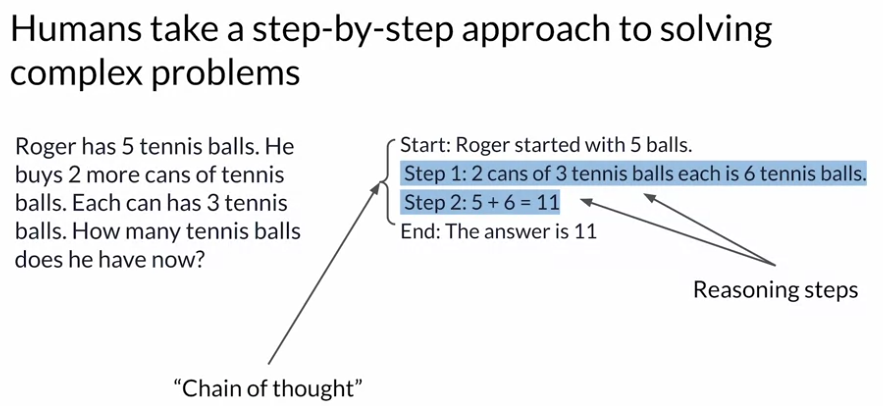 Humans take a step-by-step approach to solving
complex problems
Roger has 5 tennis balls. He
buys 2 more cans of tennis
balls. Each can has 3 tennis
balls. How many tennis balls
does he have now?
Start: Roger started with 5 balls.
Step 1: 2 cans of 3 tennis balls each is 6 tennis balls.
Step 2: 5 + 6 = 11
End: The answer is 11
Reasoning steps
“Chain of thought”